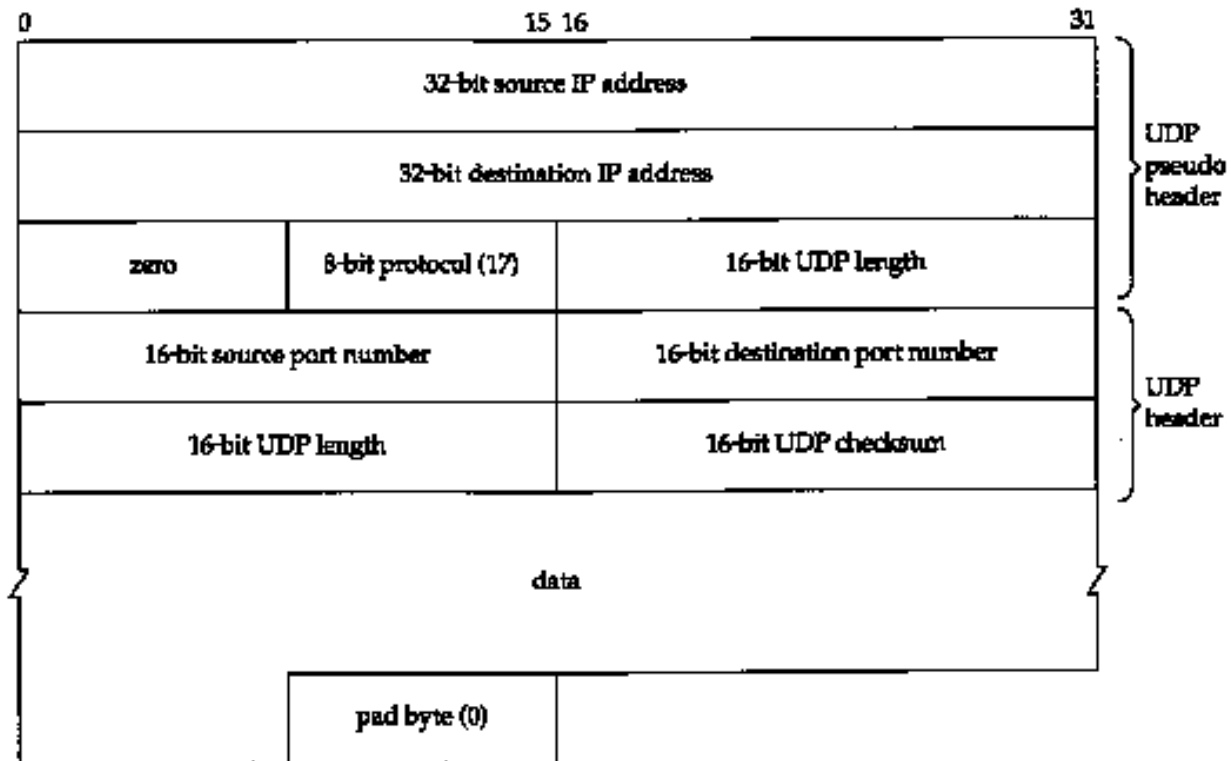 0 15 16 31
32-bit source IP address
32-bit destination IP address
UDP
pseudo
header
zero 8-bit protocol (17) 16-bit UDP length
16-bit source port number 16-bit destination port number
16-bit UDP length 16-bit UDP checksum
UDP
header
data
pad byte (0)